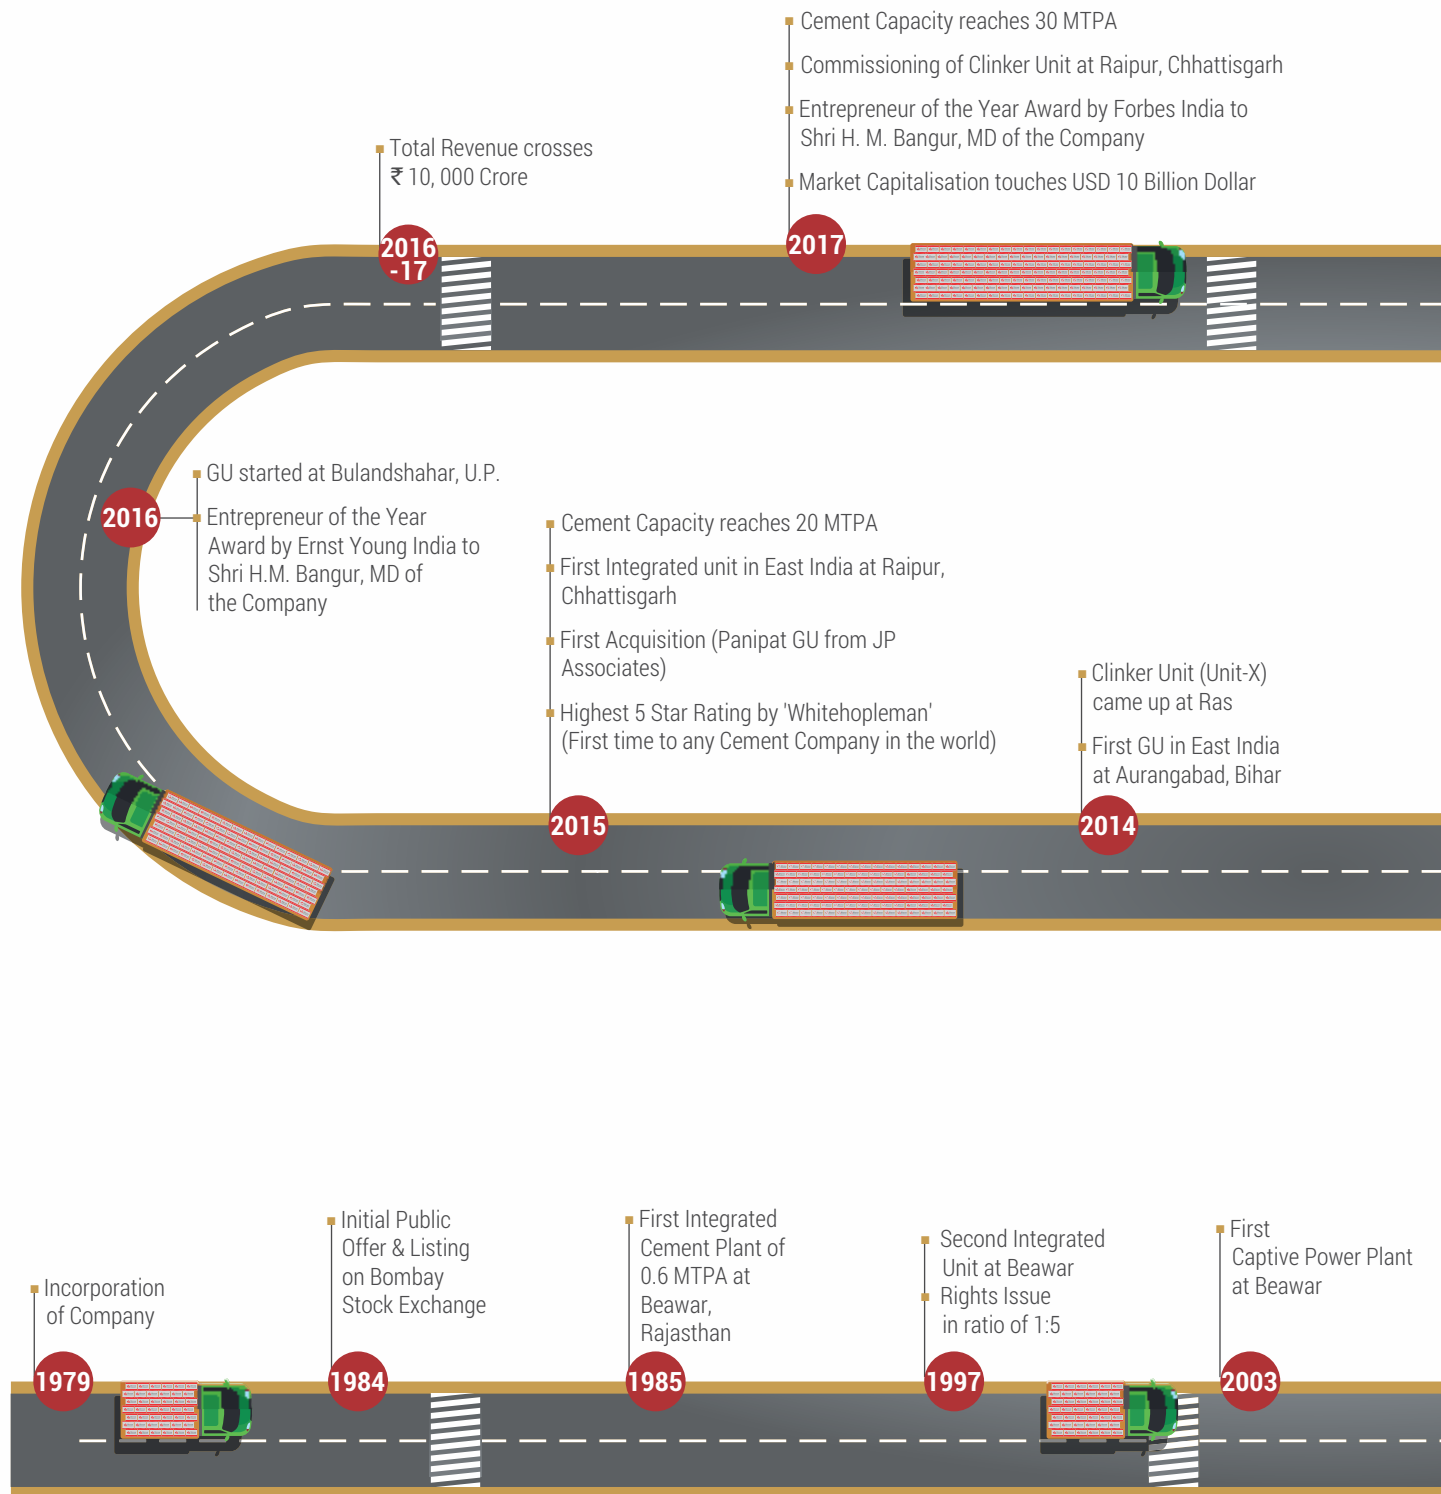 Cement Capacity reaches 30 MTPA
Commissioning of Clinker Unit at Raipur, Chhattisgarh
Entrepreneur of the Year Award by Forbes India to
Shri H. M. Bangur, MD of the Company
Market Capitalisation touches USD 10 Billion Dollar
2017
Total Revenue crosses
₹ 10, 000 Crore
2016
-17
GU started at Bulandshahar, U.P.
Entrepreneur of the Year
Award by Ernst Young India to
Shri H.M. Bangur, MD of
the Company
2016
Cement Capacity reaches 20 MTPA
First Integrated unit in East India at Raipur,
Chhattisgarh
First Acquisition (Panipat GU from JP
Associates)
Highest 5 Star Rating by 'Whitehopleman'
(First time to any Cement Company in the world)
2015
Clinker Unit (Unit-X)
came up at Ras
First GU in East India
at Aurangabad, Bihar
2014
Incorporation
of Company
1979
Initial Public
Offer & Listing
on Bombay
Stock Exchange
1984
First Integrated
Cement Plant of
0.6 MTPA at
Beawar,
Rajasthan
1985
Second Integrated
Unit at Beawar
Rights Issue
in ratio of 1:5
1997
First
Captive Power Plant
at Beawar
2003